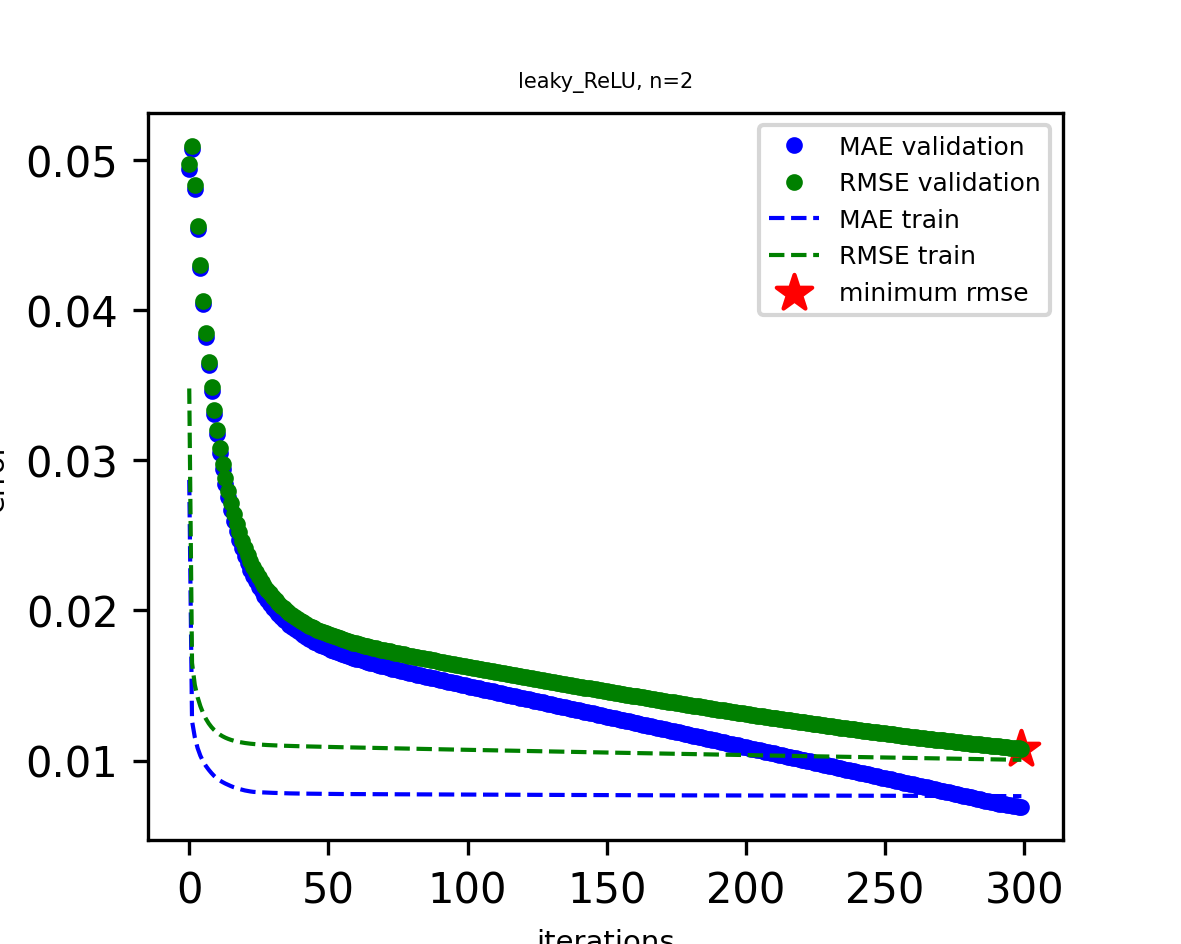 leaky_ReLU, n=2
MAE validation
RMSE validation
MAE train
RMSE train
minimum rmse
0.05
0.04
0.03
0.02
0.01
0 50 100 150 200 250 300
iterations